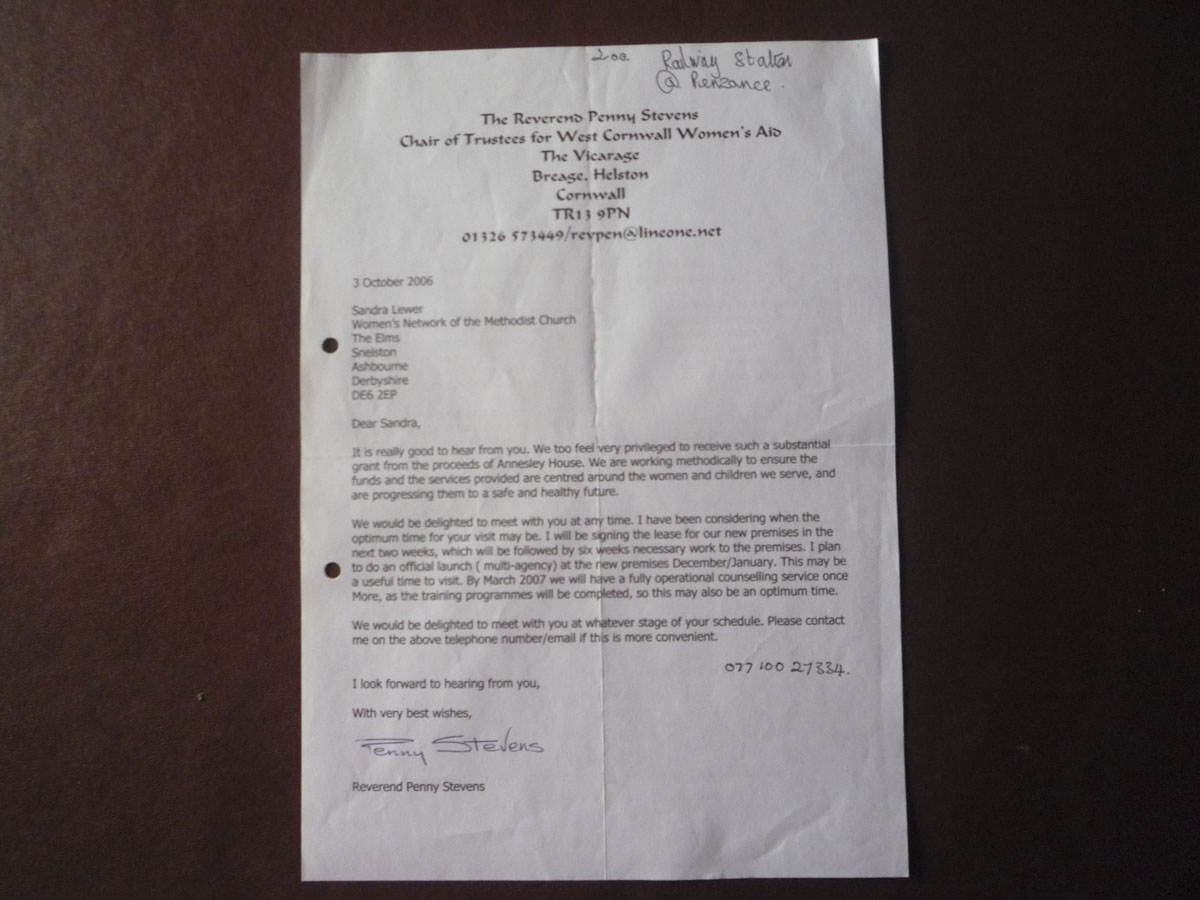 2.00. Railway Station
@ Penzance.
The Reverend Penny Stevens
Chair of Trustees for West Cornwall Women's Aid
The Vicarage
Breage, Helston
Cornwall
TR13 9PN
01326 573449/revpen@lineone.net
3 October 2006
Sandra Lewer
Women's Network of the Methodist Church
The Elms
Snelston
Ashbourne
Derbyshire
DE6 2EP
Dear Sandra,
It is really good to hear from you. We too feel very privileged to receive such a substantial
grant from the proceeds of Annesley House. We are working methodically to ensure the
funds and the services provided are centred around the women and children we serve, and
are progressing them to a safe and healthy future.
We would be delighted to meet with you at any time. I have been considering when the
optimum time for your visit may be. I will be signing the lease for our new premises in the
next two weeks, which will be followed by six weeks necessary work to the premises. I plan
to do an official launch ( multi-agency) at the new premises December/January. This may be
a useful time to visit. By March 2007 we will have a fully operational counselling service once
More, as the training programmes will be completed, so this may also be an optimum time.
We would be delighted to meet with you at whatever stage of your schedule. Please contact
me on the above telephone number/email if this is more convenient.
077 100 27334.
I look forward to hearing from you,
With very best wishes,
Penny Stevens
Reverend Penny Stevens